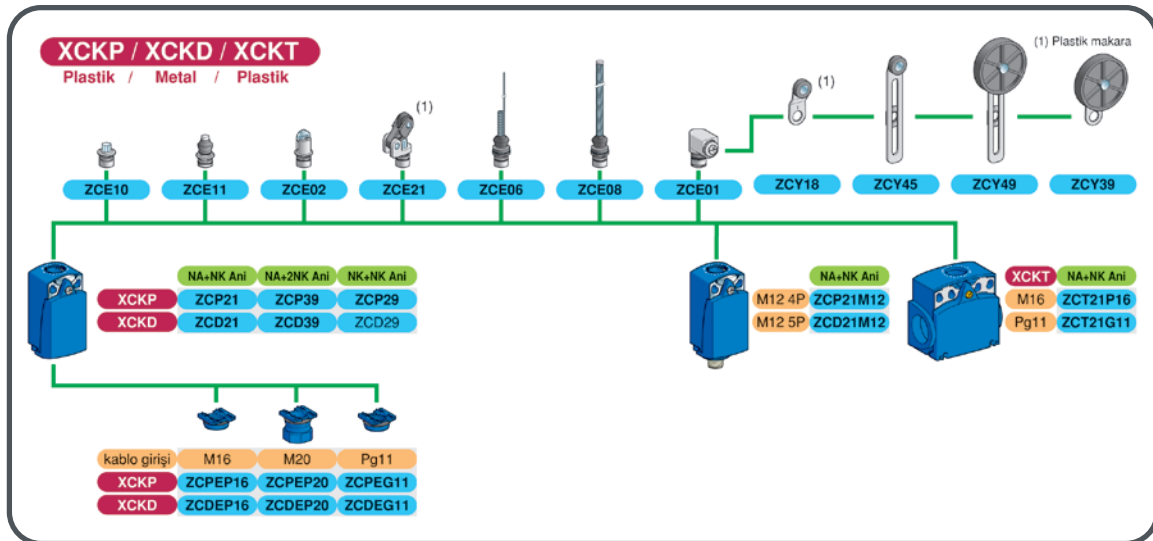 XCKP / XCKD / XCKT
Plastik / Metal / Plastik
(1) Plastik makara
(1)
(1)
ZCE10 ZCE11 ZCE02 ZCE21 ZCE06 ZCE08 ZCE01 ZCY18 ZCY45 ZCY49 ZCY39
NA+NK Ani NA+2NK Ani NK+NK Ani
XCKP ZCP21 ZCP39 ZCP29
XCKD ZCD21 ZCD39 ZCD29
NA+NK Ani
M12 4P ZCP21M12
M12 5P ZCD21M12
XCKT NA+NK Ani
M16 ZCT21P16
Pg11 ZCT21G11
kablo girişi M16 M20 Pg11
XCKP ZCPEP16 ZCPEP20 ZCPEG11
XCKD ZCDEP16 ZCDEP20 ZCDEG11